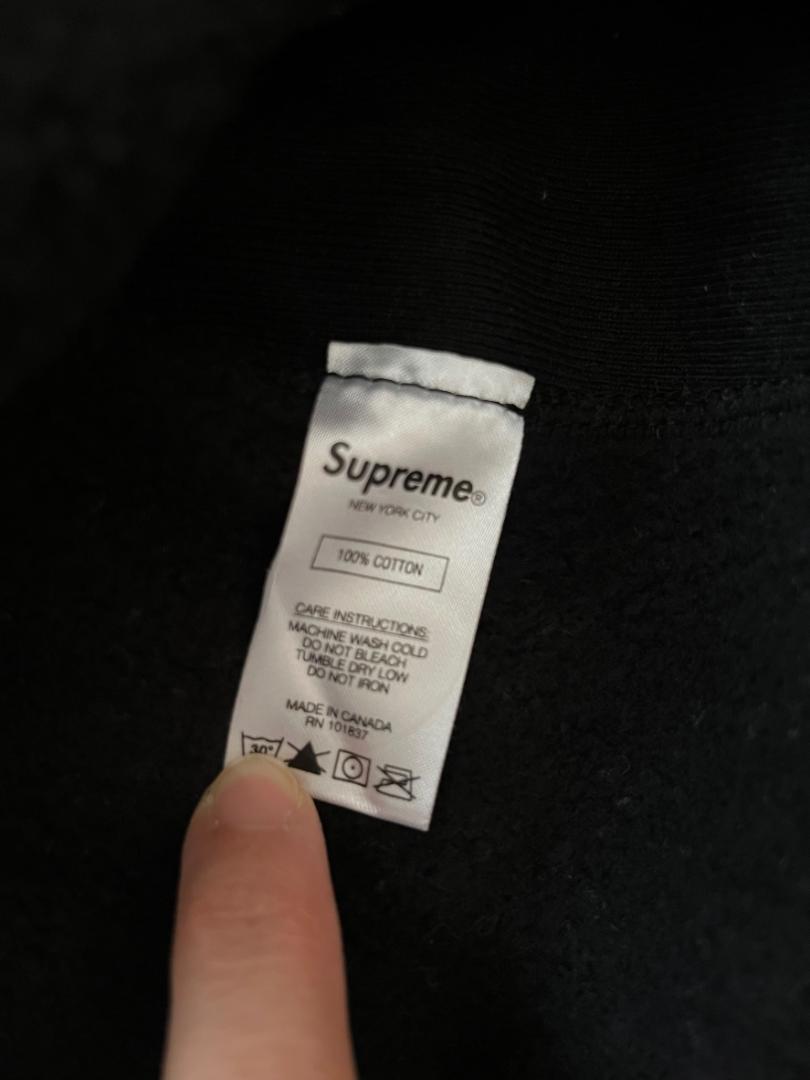 Supreme®
NEW YORK CITY
100% COTTON
CARE INSTRUCTIONS:
MACHINE WASH COLD
DO NOT BLEACH
TUMBLE DRY LOW
DO NOT IRON
MADE IN CANADA
RN 101837
30°